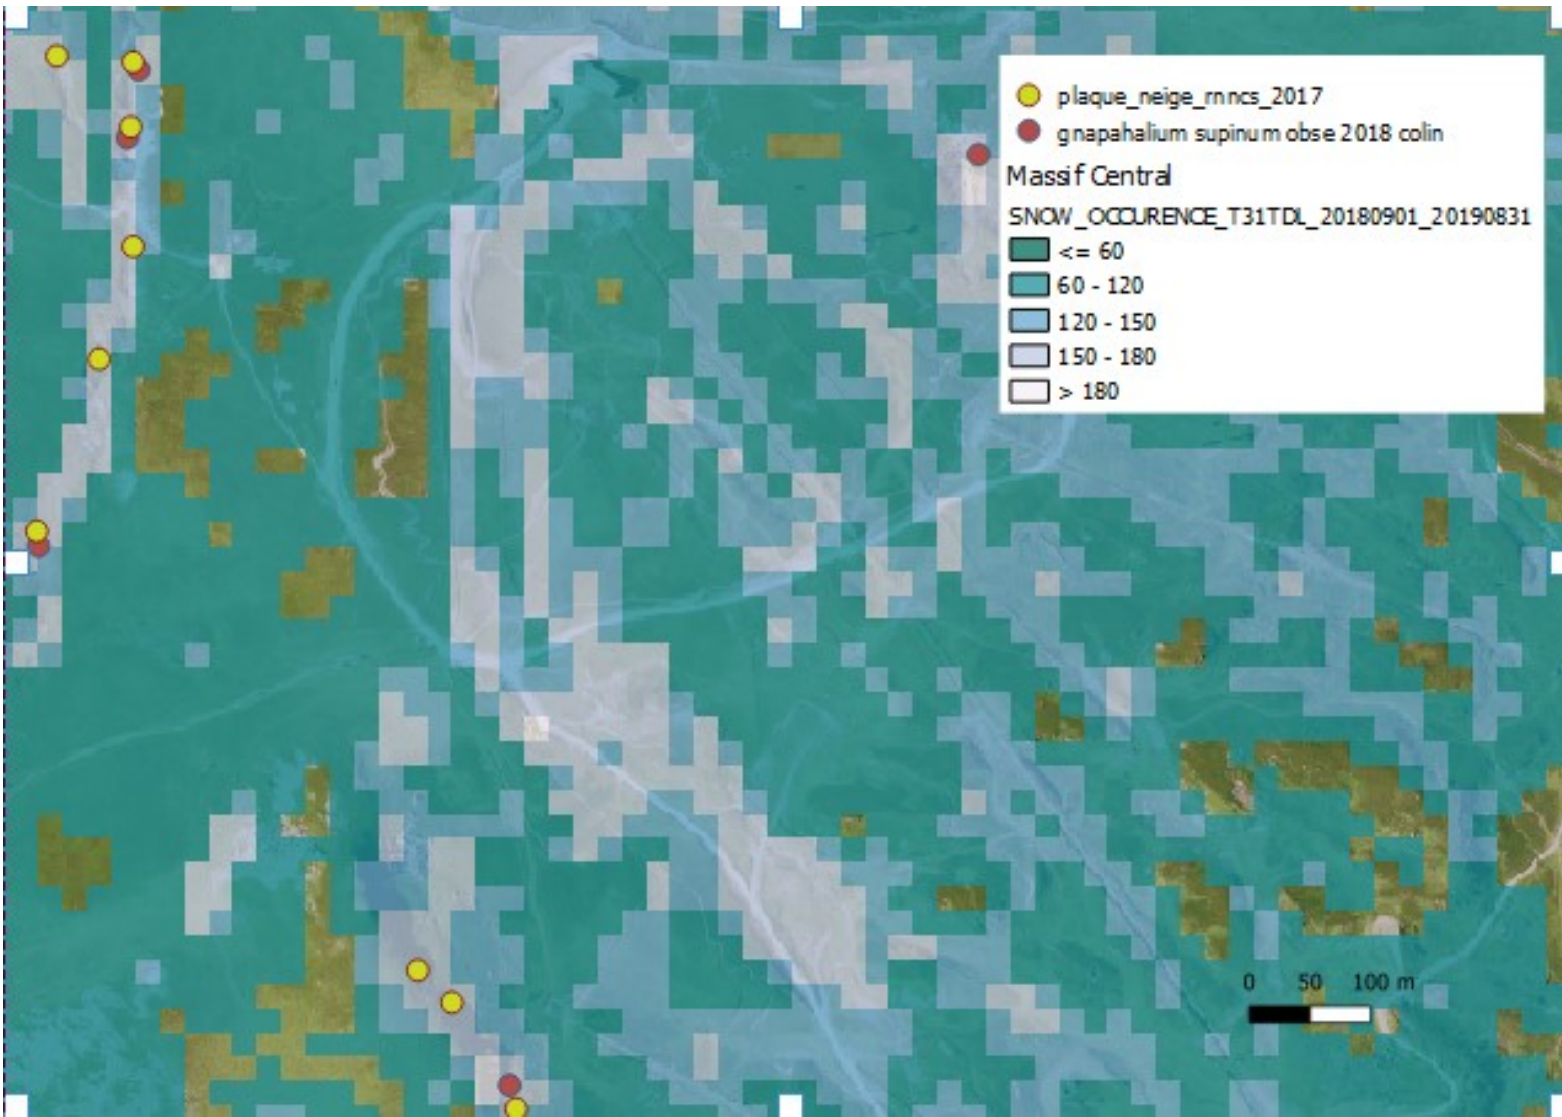 plaque_neige_rnncs_2017
gnapahalium supinum obse 2018 colin
Massif Central
SNOW_OCCURENCE_T31TDL_20180901_20190831
<= 60
60 - 120
120 - 150
150 - 180
> 180
0 50 100 m